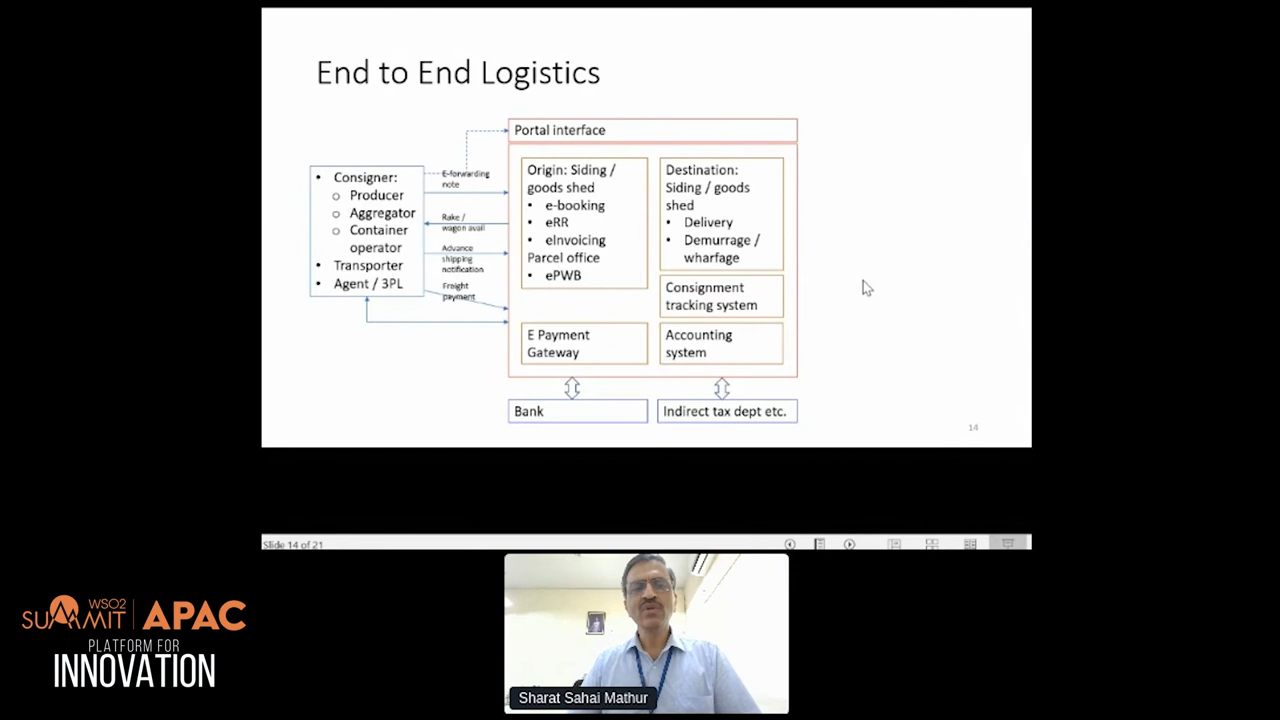 End to End Logistics
Portal interface
• Consigner:
o Producer
o Aggregator
o Container
operator
• Transporter
• Agent / 3PL
E-forwarding
note
Rake /
wagon avail
Advance
shipping
notification
Freight
payment
Origin: Siding /
goods shed
• e-booking
• eRR
• eInvoicing
Parcel office
• ePWB
Destination:
Siding / goods
shed
• Delivery
• Demurrage /
wharfage
Consignment
tracking system
E Payment
Gateway
Accounting
system
Bank
Indirect tax dept etc.
14
Slide 14 of 21
WSO2
SUMMIT APAC
PLATFORM FOR
INNOVATION
Sharat Sahai Mathur